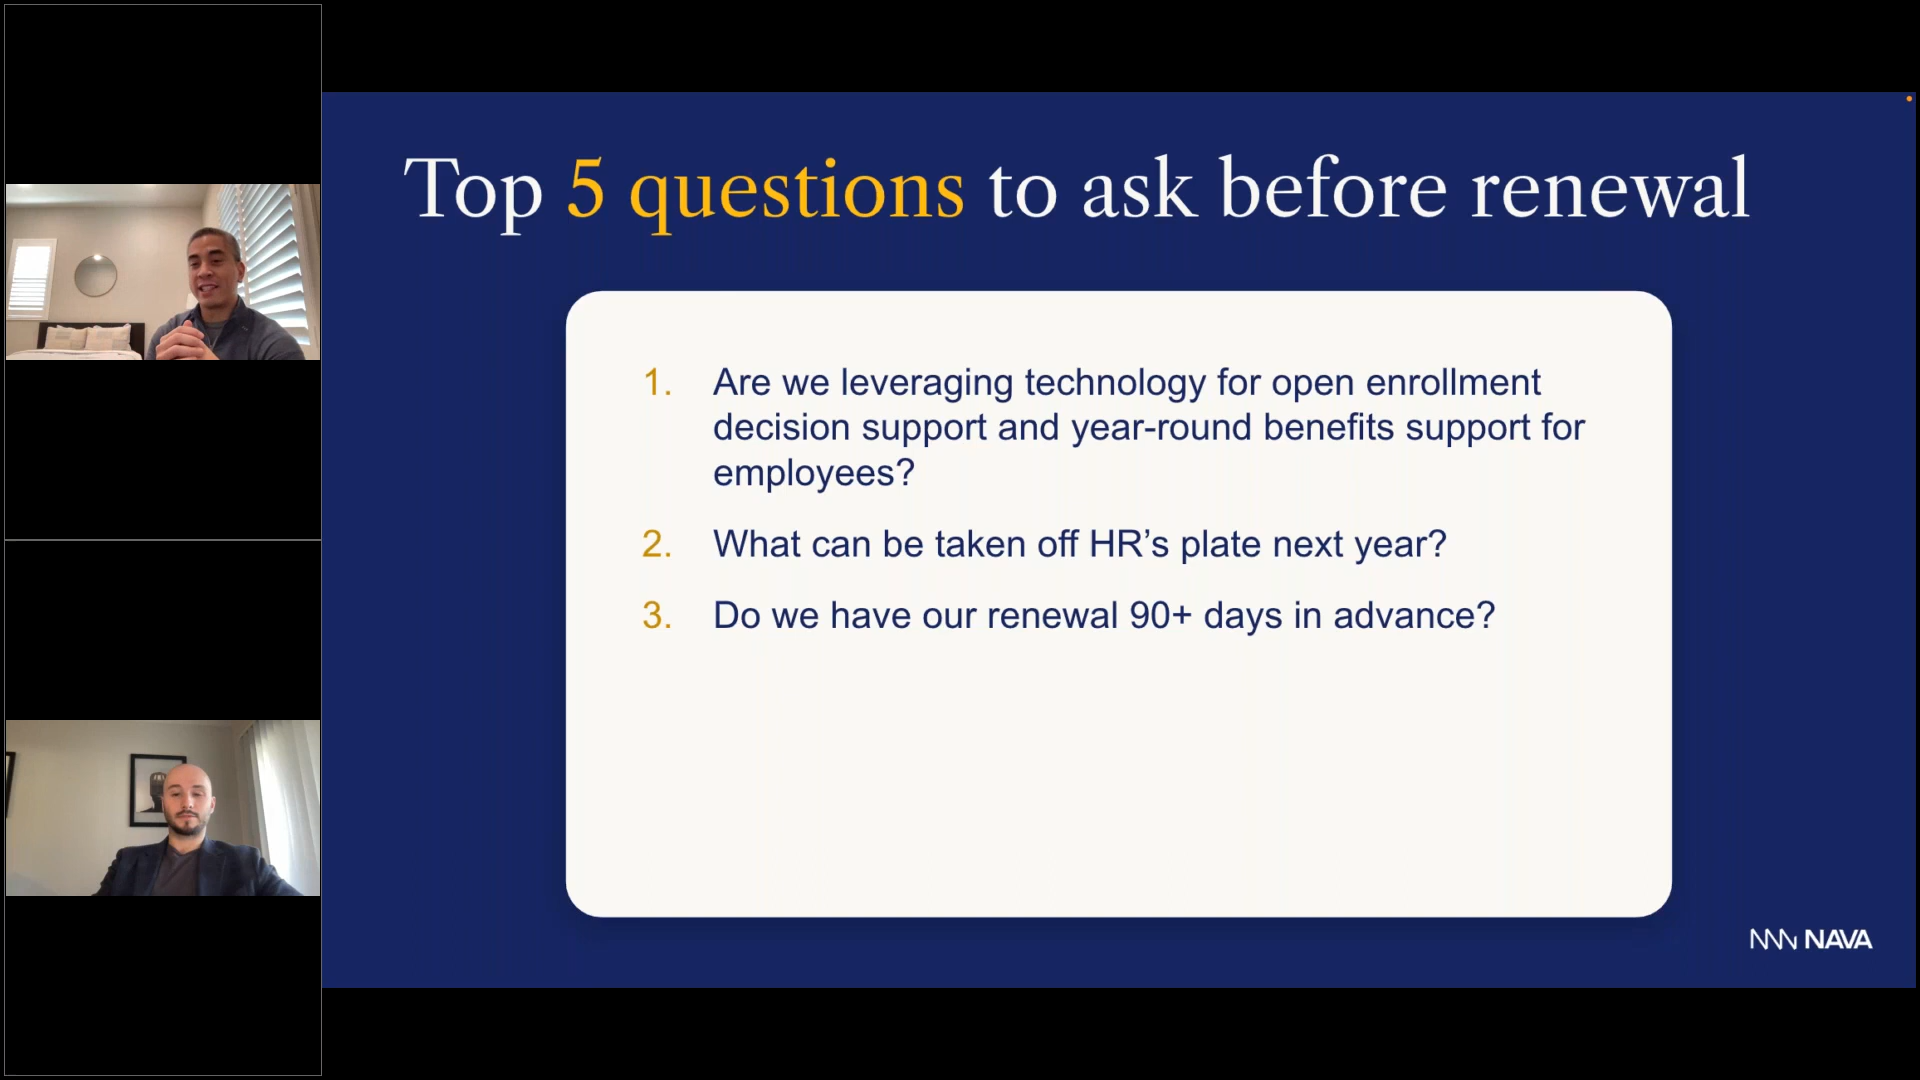 Top 5 questions to ask before renewal
1. Are we leveraging technology for open enrollment
decision support and year-round benefits support for
employees?
2. What can be taken off HR’s plate next year?
3. Do we have our renewal 90+ days in advance?
NAVA